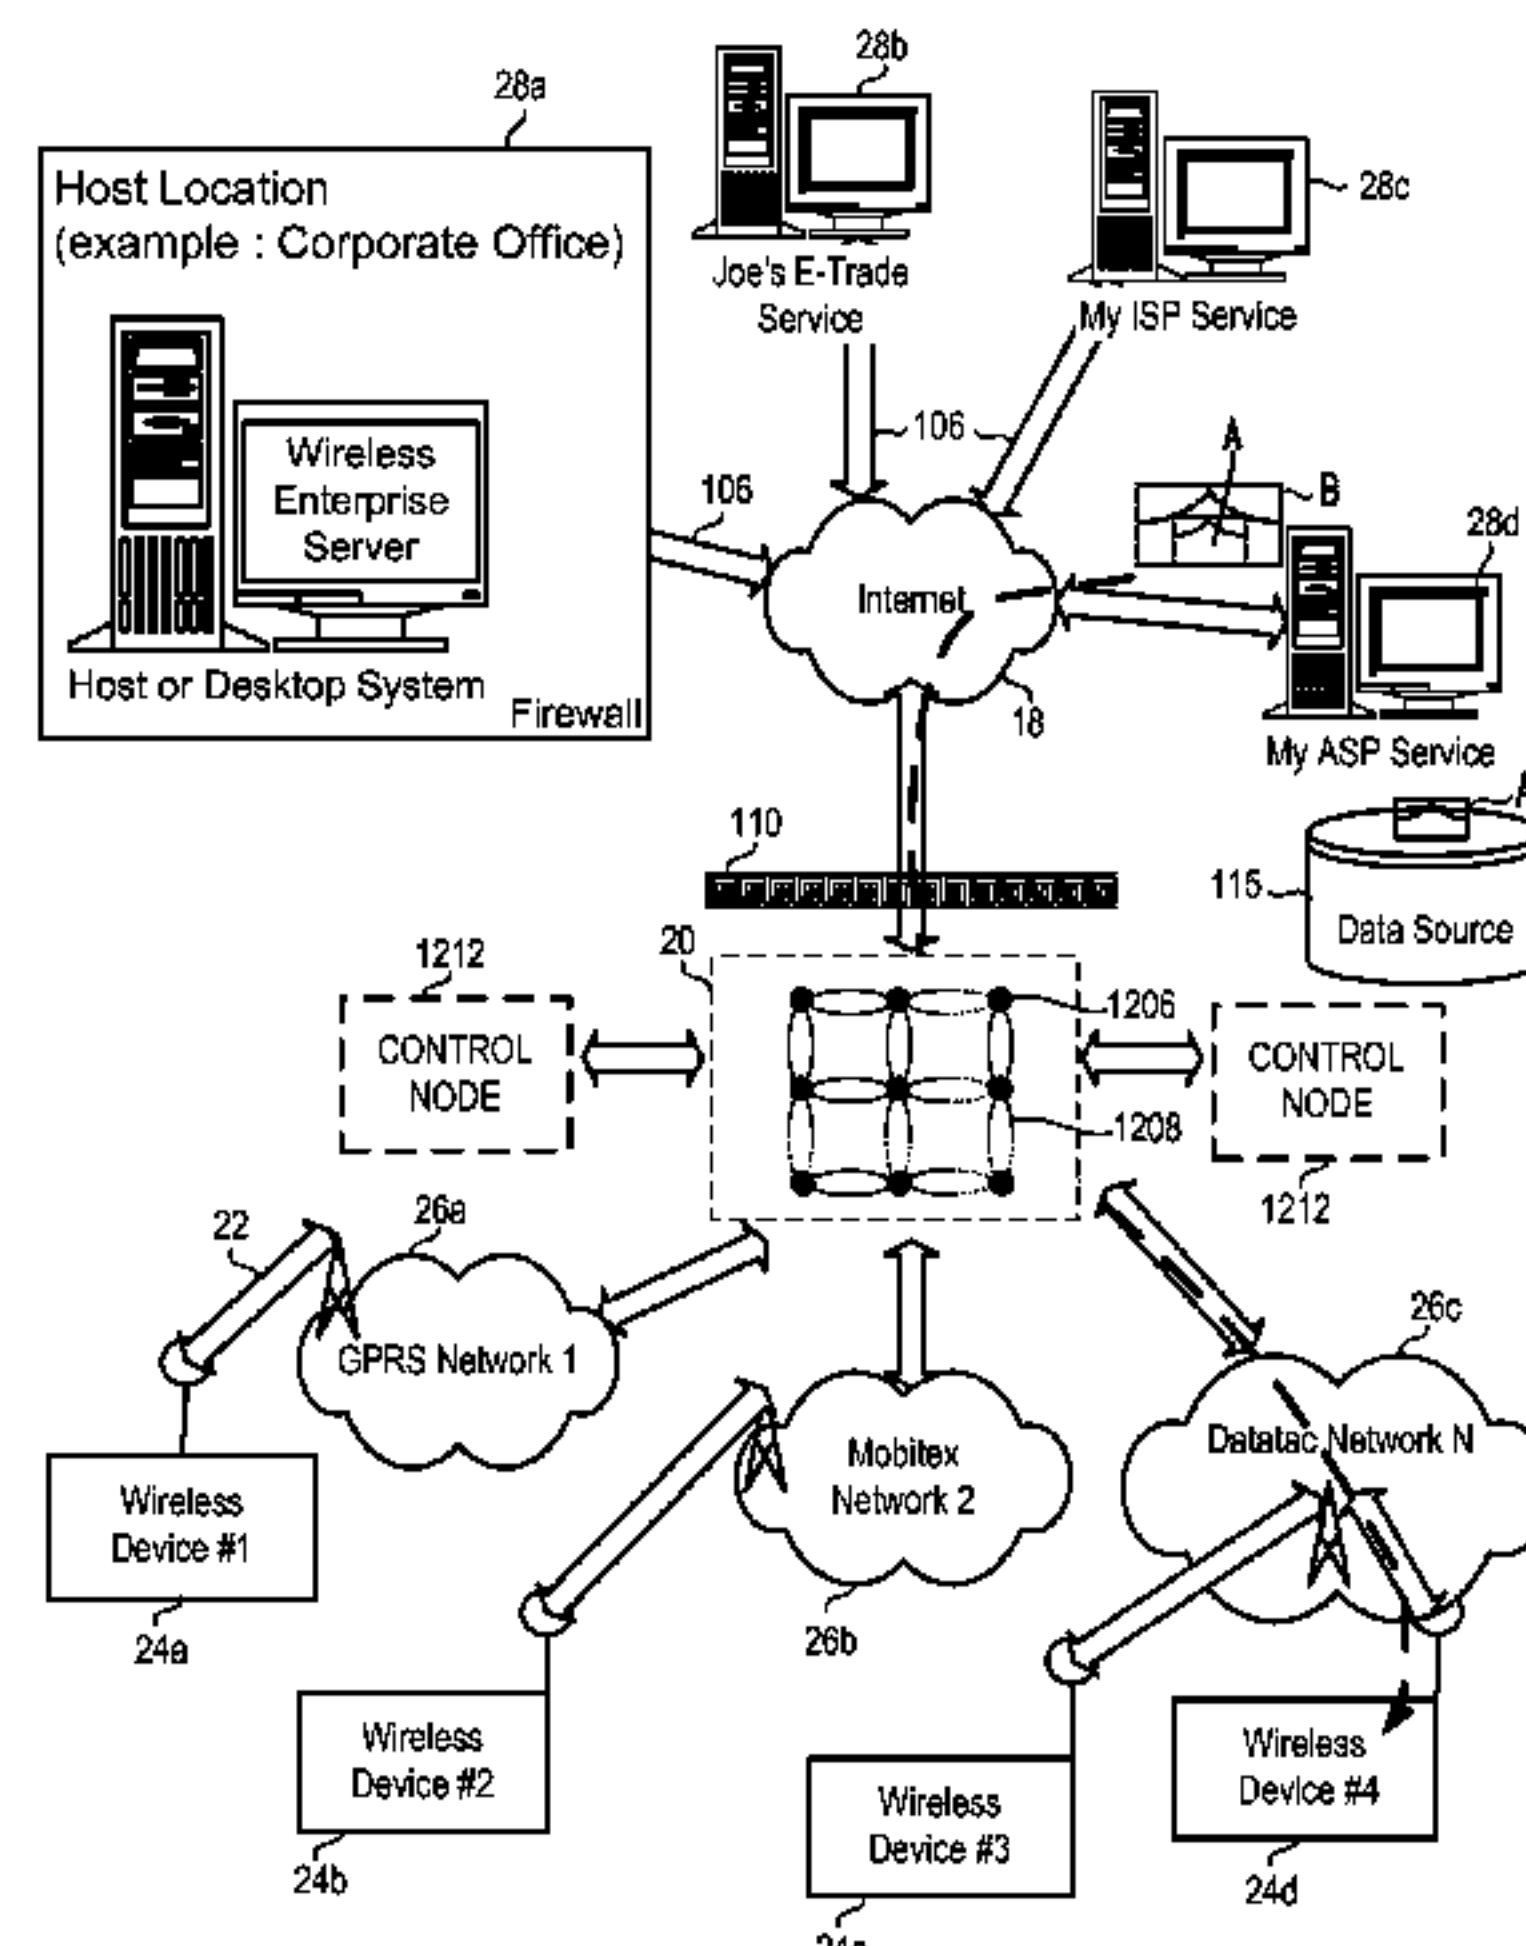 28b
28a
28c
Host Location
(example : Corporate Office)
Joe's E-Trade
Service
My ISP Service
106
A
B
Wireless
Enterprise
Server
106
28d
Internet
Host or Desktop System
Firewall
18
My ASP Service
110
115
Data Source
20
1212
1206
CONTROL
NODE
CONTROL
NODE
1208
1212
22
26a
26c
GPRS Network 1
Datatac Network N
Mobitex
Network 2
Wireless
Device #1
24a
26b
Wireless
Device #2
Wireless
Device #4
Wireless
Device #3
24b
24d